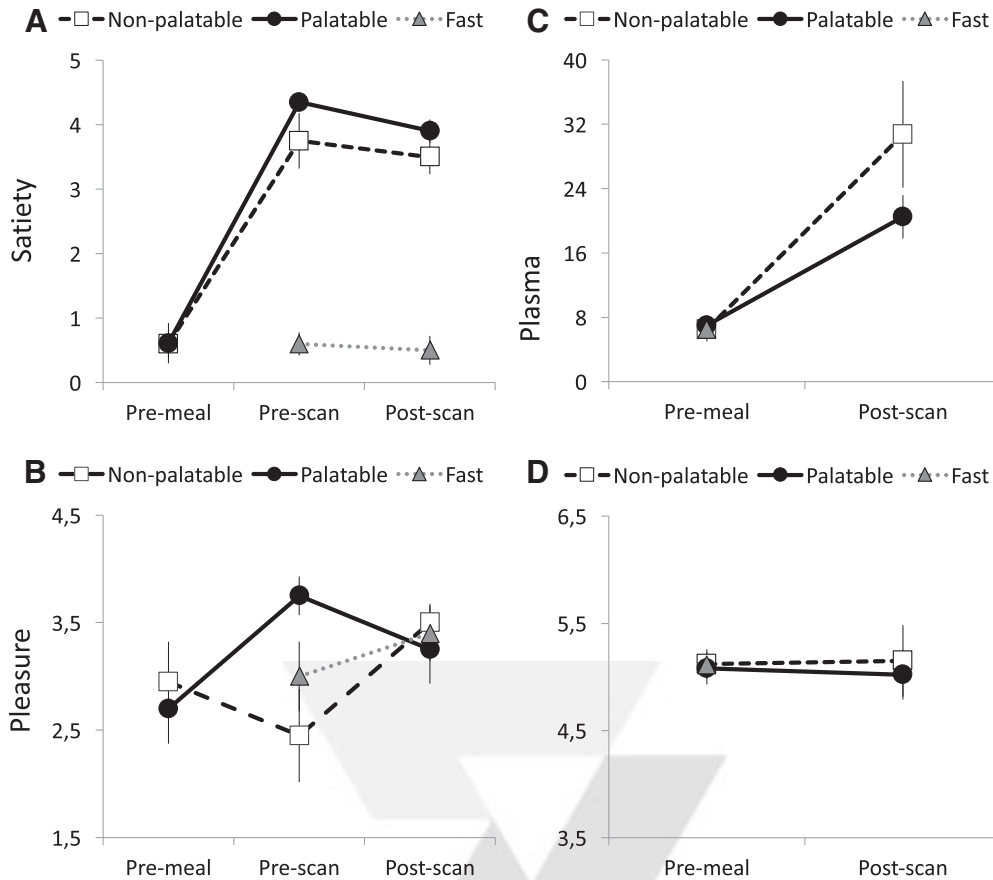 A Non-palatable Palatable Fast
5
4
3
2
1
0
Satiety
Pre-meal Pre-scan Post-scan
C Non-palatable Palatable Fast
40
32
24
16
8
0
Plasma
Pre-meal Post-scan
B Non-palatable Palatable Fast
4,5
3,5
2,5
1,5
Pleasure
Pre-meal Pre-scan Post-scan
D Non-palatable Palatable Fast
6,5
5,5
4,5
3,5
Pre-meal Post-scan